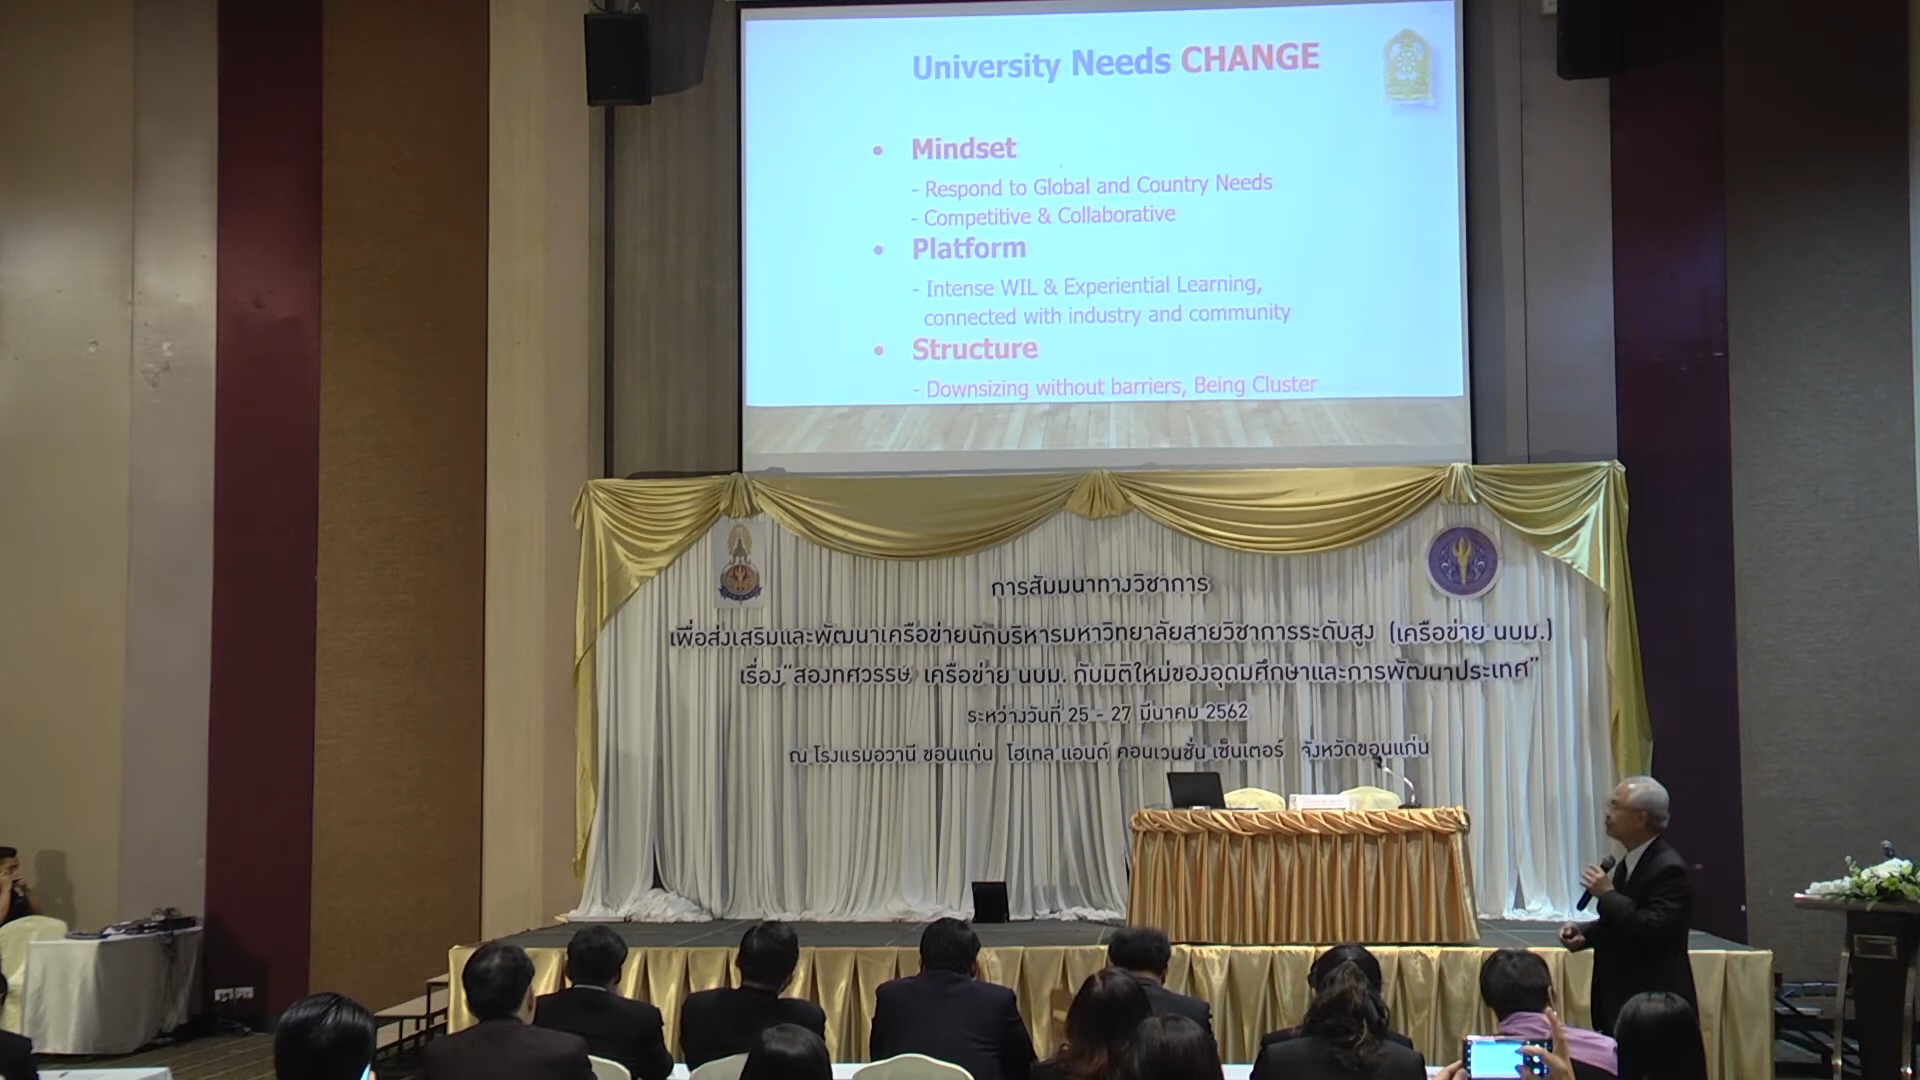 University Needs CHANGE
• Mindset
- Respond to Global and Country Needs
- Competitive & Collaborative
• Platform
- Intense WIL & Experiential Learning,
connected with industry and community
• Structure
- Downsizing without barriers, Being Cluster
การสัมมนาทางวิชาการ
เพื่อส่งเสริมและพัฒนาเครือข่ายนักบริหารมหาวิทยาลัยสายวิชาการระดับสูง (เครือข่าย นบม.)
เรื่อง "สองทศวรรษ เครือข่าย นบม. กับมิติใหม่ของอุดมศึกษาและการพัฒนาประเทศ"
ระหว่างวันที่ 25 - 27 มีนาคม 2562
ณ โรงแรมอวานี ขอนแก่น โฮเทล แอนด์ คอนเวนชั่น เซ็นเตอร์ จังหวัดขอนแก่น